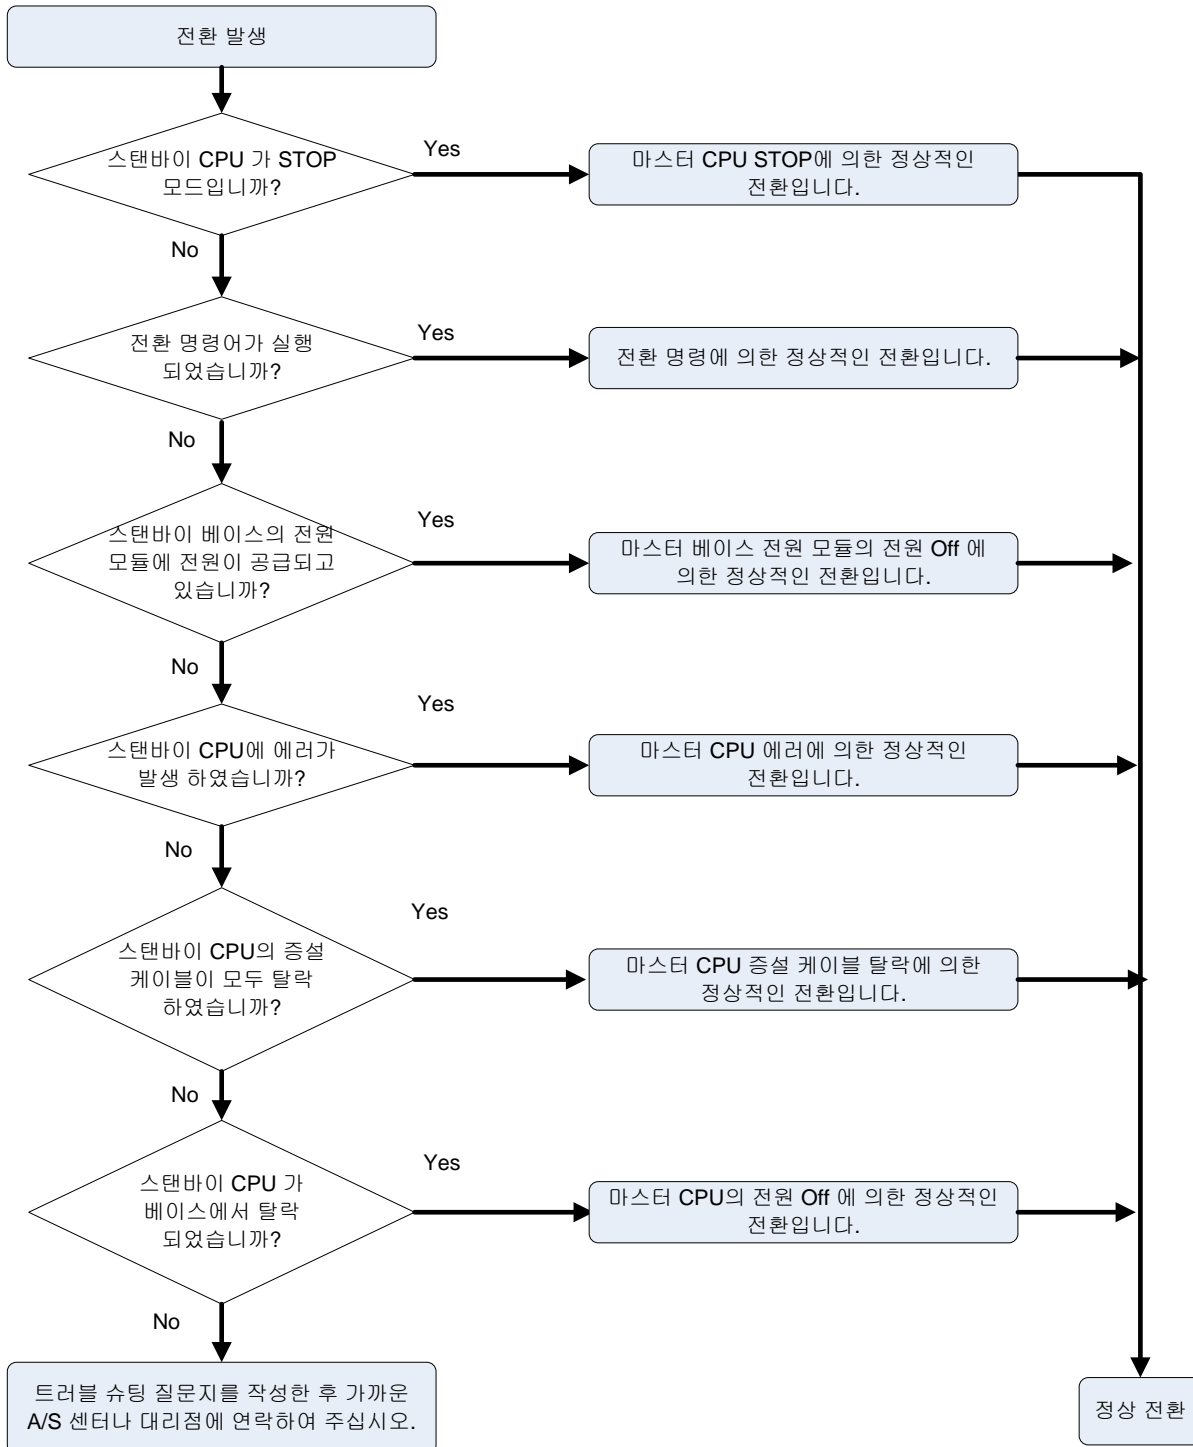 전환 발생
스탠바이 CPU 가 STOP
모드입니까?
Yes
마스터 CPU STOP에 의한 정상적인
전환입니다.
No
전환 명령어가 실행
되었습니까?
Yes
전환 명령에 의한 정상적인 전환입니다.
No
스탠바이 베이스의 전원
모듈에 전원이 공급되고
있습니까?
Yes
마스터 베이스 전원 모듈의 전원 Off 에
의한 정상적인 전환입니다.
No
스탠바이 CPU에 에러가
발생 하였습니까?
Yes
마스터 CPU 에러에 의한 정상적인
전환입니다.
No
스탠바이 CPU의 증설
케이블이 모두 탈락
하였습니까?
Yes
마스터 CPU 증설 케이블 탈락에 의한
정상적인 전환입니다.
No
스탠바이 CPU 가
베이스에서 탈락
되었습니까?
Yes
마스터 CPU의 전원 Off 에 의한 정상적인
전환입니다.
No
트러블 슈팅 질문지를 작성한 후 가까운
A/S 센터나 대리점에 연락하여 주십시오.
정상 전환